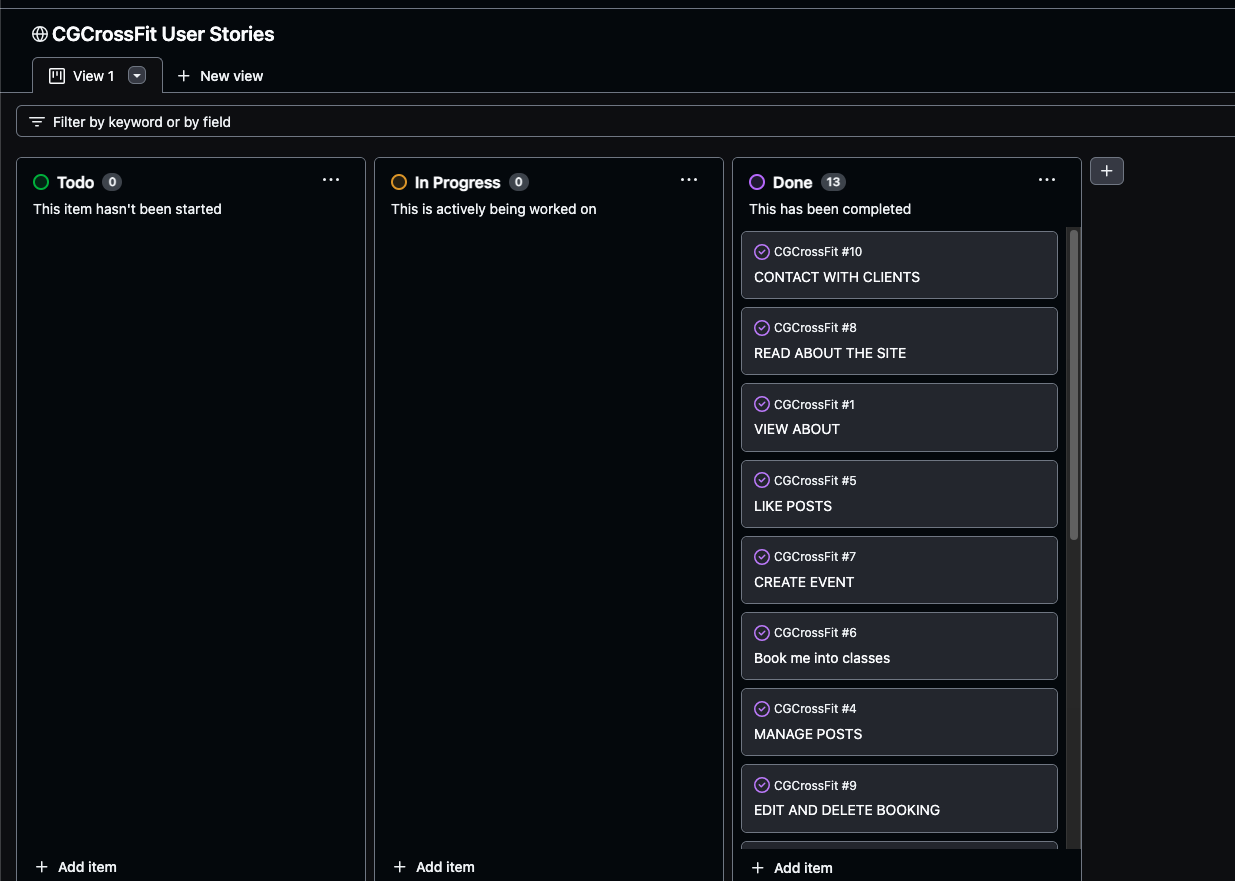 CGCrossFit User Stories
View 1
New view
Filter by keyword or by field
Todo 0
This item hasn't been started
Add item
In Progress 0
This is actively being worked on
Add item
Done 13
This has been completed
CGCrossFit #10
CONTACT WITH CLIENTS
CGCrossFit #8
READ ABOUT THE SITE
CGCrossFit #1
VIEW ABOUT
CGCrossFit #5
LIKE POSTS
CGCrossFit #7
CREATE EVENT
CGCrossFit #6
Book me into classes
CGCrossFit #4
MANAGE POSTS
CGCrossFit #9
EDIT AND DELETE BOOKING
Add item